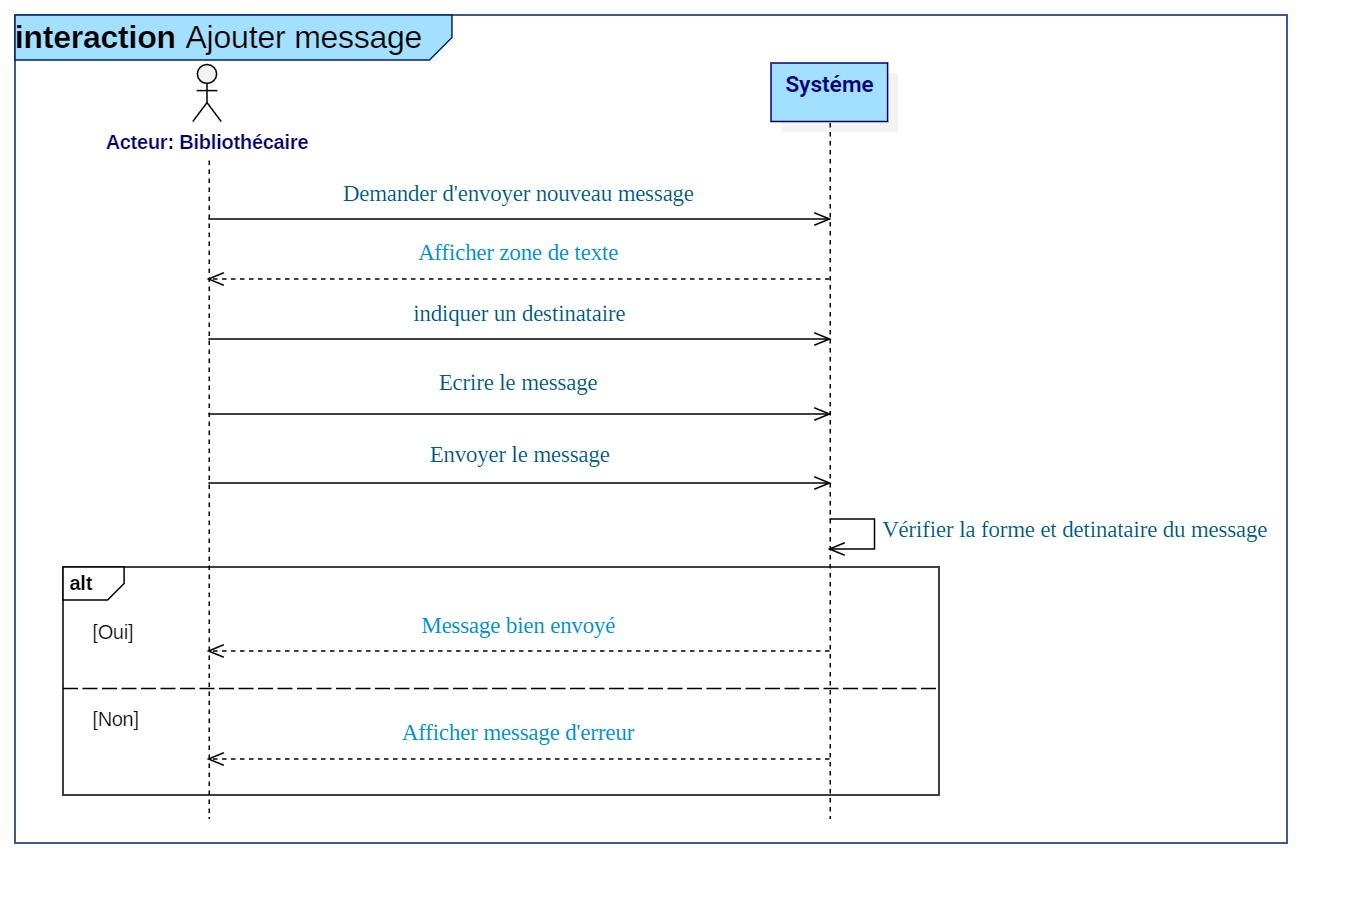 interaction Ajouter message
Systéme
Acteur: Bibliothécaire
Demander d'envoyer nouveau message
Afficher zone de texte
indiquer un destinataire
Ecrire le message
Envoyer le message
Vérifier la forme et detinataire du message
alt
[Oui]
Message bien envoyé
[Non]
Afficher message d'erreur